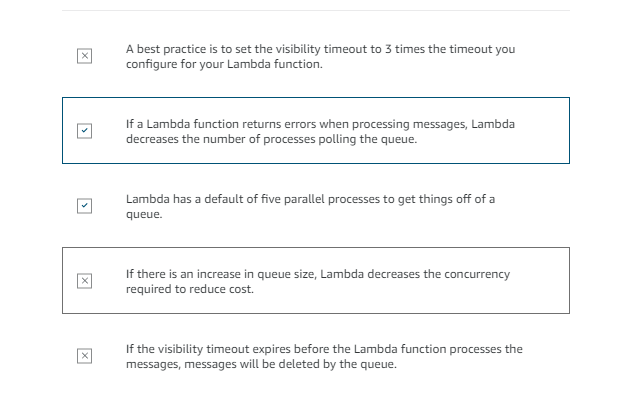 A best practice is to set the visibility timeout to 3 times the timeout you
configure for your Lambda function.
If a Lambda function returns errors when processing messages, Lambda
decreases the number of processes polling the queue.
Lambda has a default of five parallel processes to get things off of a
queue.
If there is an increase in queue size, Lambda decreases the concurrency
required to reduce cost.
If the visibility timeout expires before the Lambda function processes the
messages, messages will be deleted by the queue.